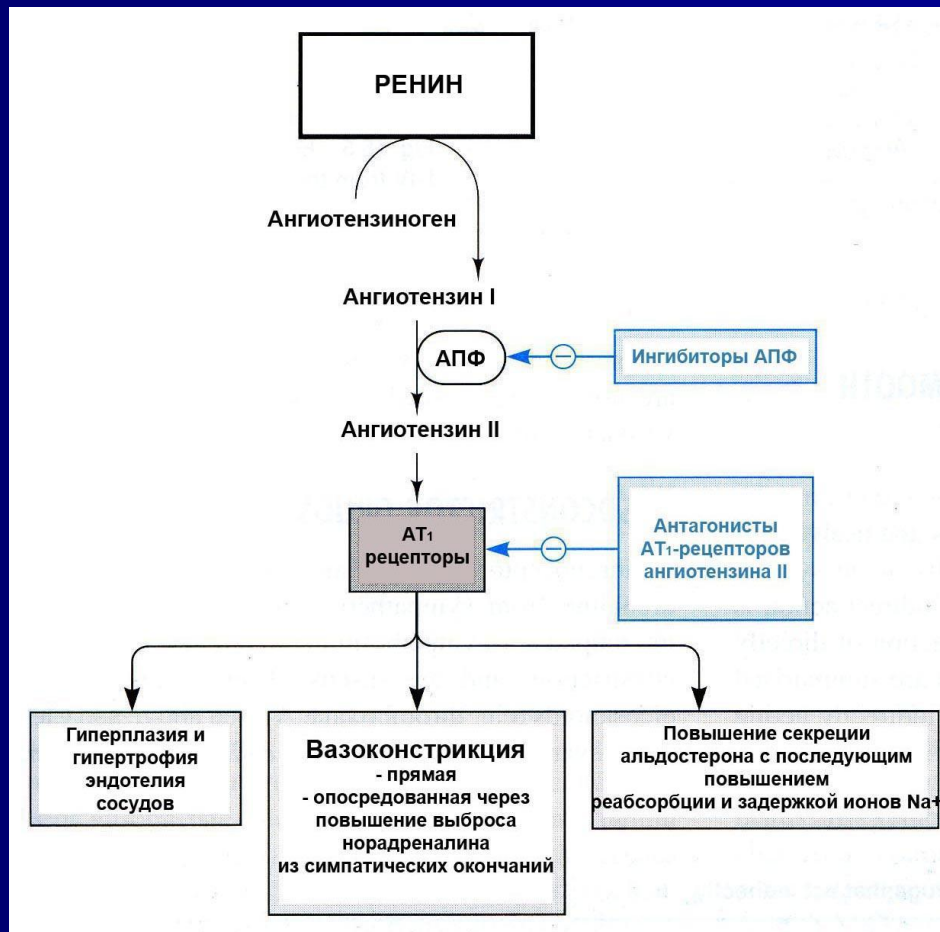 РЕНИН
Ангиотензиноген
Ангиотензин I
АПФ
Ингибиторы АПФ
Ангиотензин II
АТ₁
рецепторы
Антагонисты
АТ₁-рецепторов
ангиотензина II
Гиперплазия и
гипертрофия
эндотелия
сосудов
Вазоконстрикция
- прямая
- опосредованная через
повышение выброса
норадреналина
из симпатических окончаний
Повышение секреции
альдостерона с последующим
повышением
реабсорбции и задержкой ионов Na+